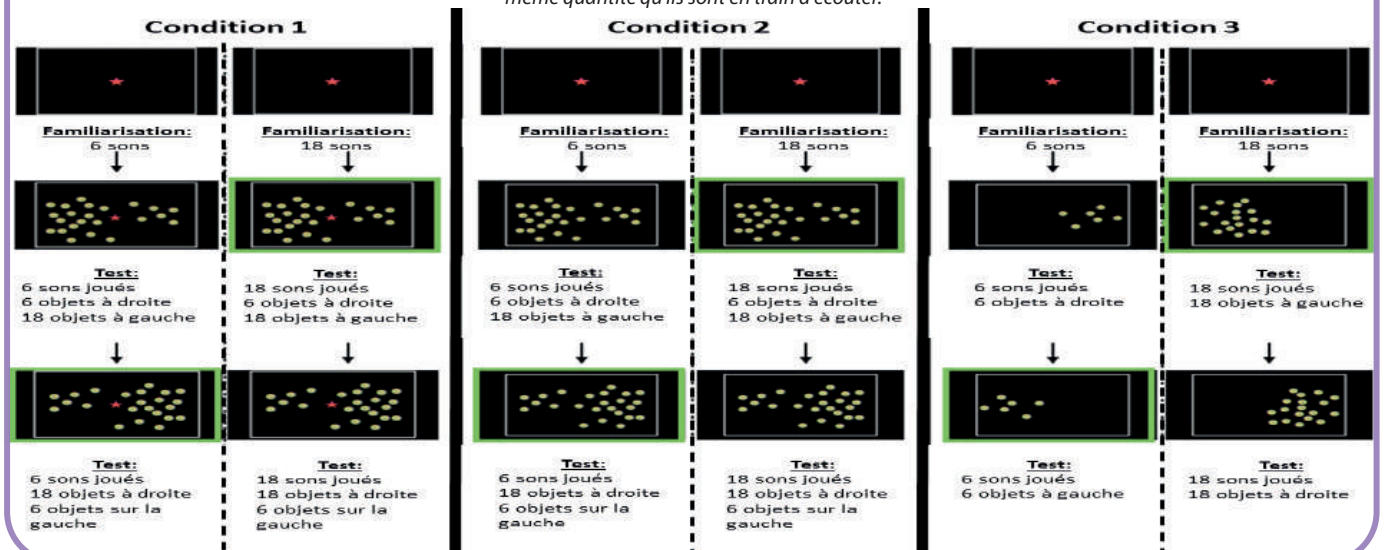 même quantité qu'ils sont en train d'écouter.
Condition 1
Familiarisation:
6 sons
Test:
6 sons joués
6 objets à droite
18 objets à gauche
Test:
6 sons joués
18 objets à droite
6 objets sur la
gauche
Familiarisation:
18 sons
Test:
18 sons joués
6 objets à droite
18 objets à gauche
Test:
18 sons joués
18 objets à droite
6 objets sur la
gauche
Condition 2
Familiarisation:
6 sons
Test:
6 sons joués
6 objets à droite
18 objets à gauche
Test:
6 sons joués
18 objets à droite
6 objets sur la
gauche
Familiarisation:
18 sons
Test:
18 sons joués
6 objets à droite
18 objets à gauche
Test:
18 sons joués
18 objets à droite
6 objets sur la
gauche
Condition 3
Familiarisation:
6 sons
Test:
6 sons joués
6 objets à droite
Test:
6 sons joués
6 objets à gauche
Familiarisation:
18 sons
Test:
18 sons joués
18 objets à gauche
Test:
18 sons joués
18 objets à droite